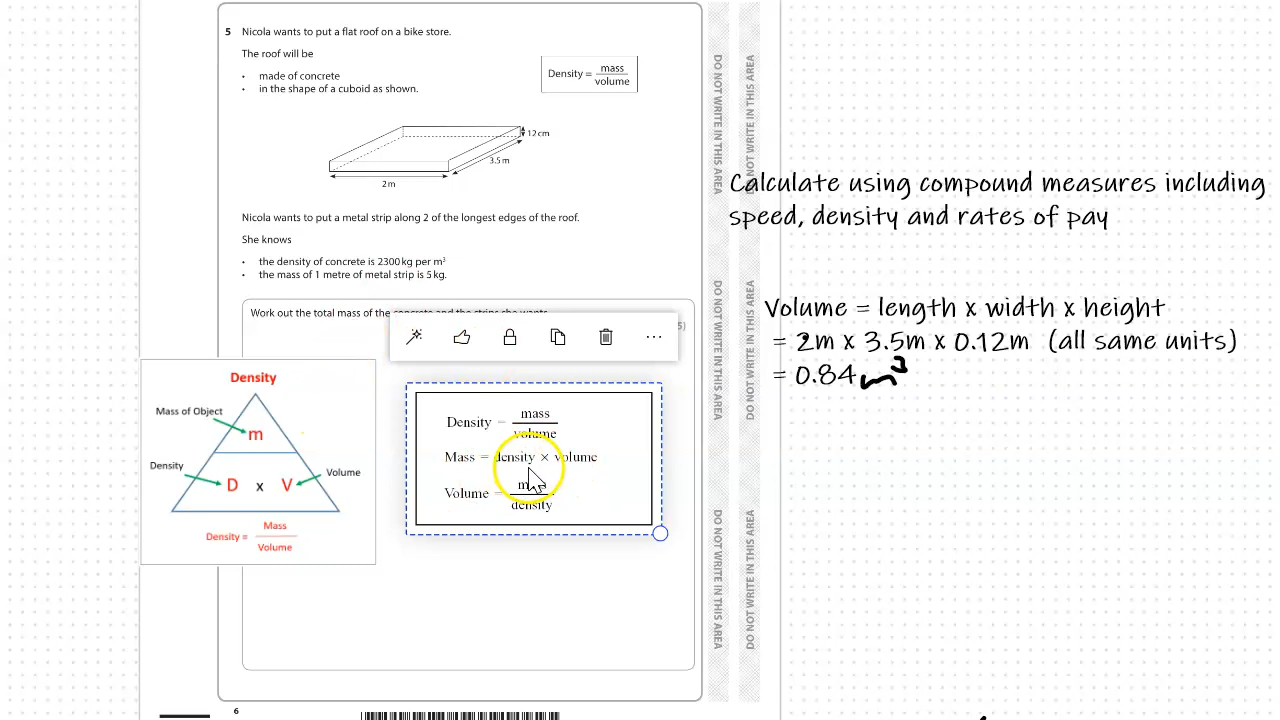 5 Nicola wants to put a flat roof on a bike store.
The roof will be
• made of concrete
• in the shape of a cuboid as shown.
Density = mass
volume
12 cm
3.5 m
2 m
Nicola wants to put a metal strip along 2 of the longest edges of the roof.
She knows
• the density of concrete is 2300 kg per m³
• the mass of 1 metre of metal strip is 5 kg.
Work out the total mass of the concrete and the strips she wants.
5)
Density
Mass of Object
m
Density
Volume
D x V
Density = Mass
Volume
Density = mass
volume
Mass = density × volume
Volume =
density
6
DO NOT WRITE IN THIS AREA
DO NOT WRITE IN THIS AREA
DO NOT WRITE IN THIS AREA
DO NOT WRITE IN THIS AREA
DO NOT WRITE IN THIS AREA
DO NOT WRITE IN THIS AREA
Calculate using compound measures including
speed, density and rates of pay
Volume = length x width x height
= 2m x 3.5m x 0.12m (all same units)
= 0.84 m³